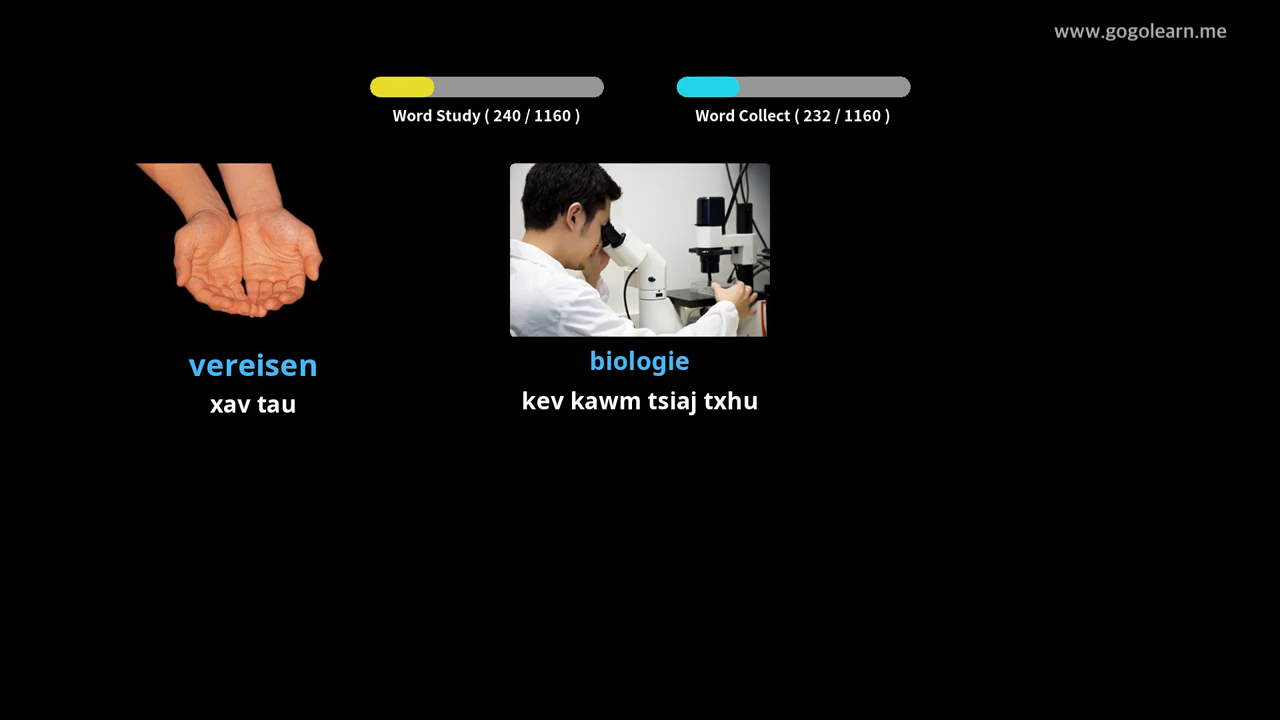 www.gogolearn.me
Word Study ( 240 / 1160 )
Word Collect ( 232 / 1160 )
vereisen
xav tau
biologie
kev kawm tsiaj txhu